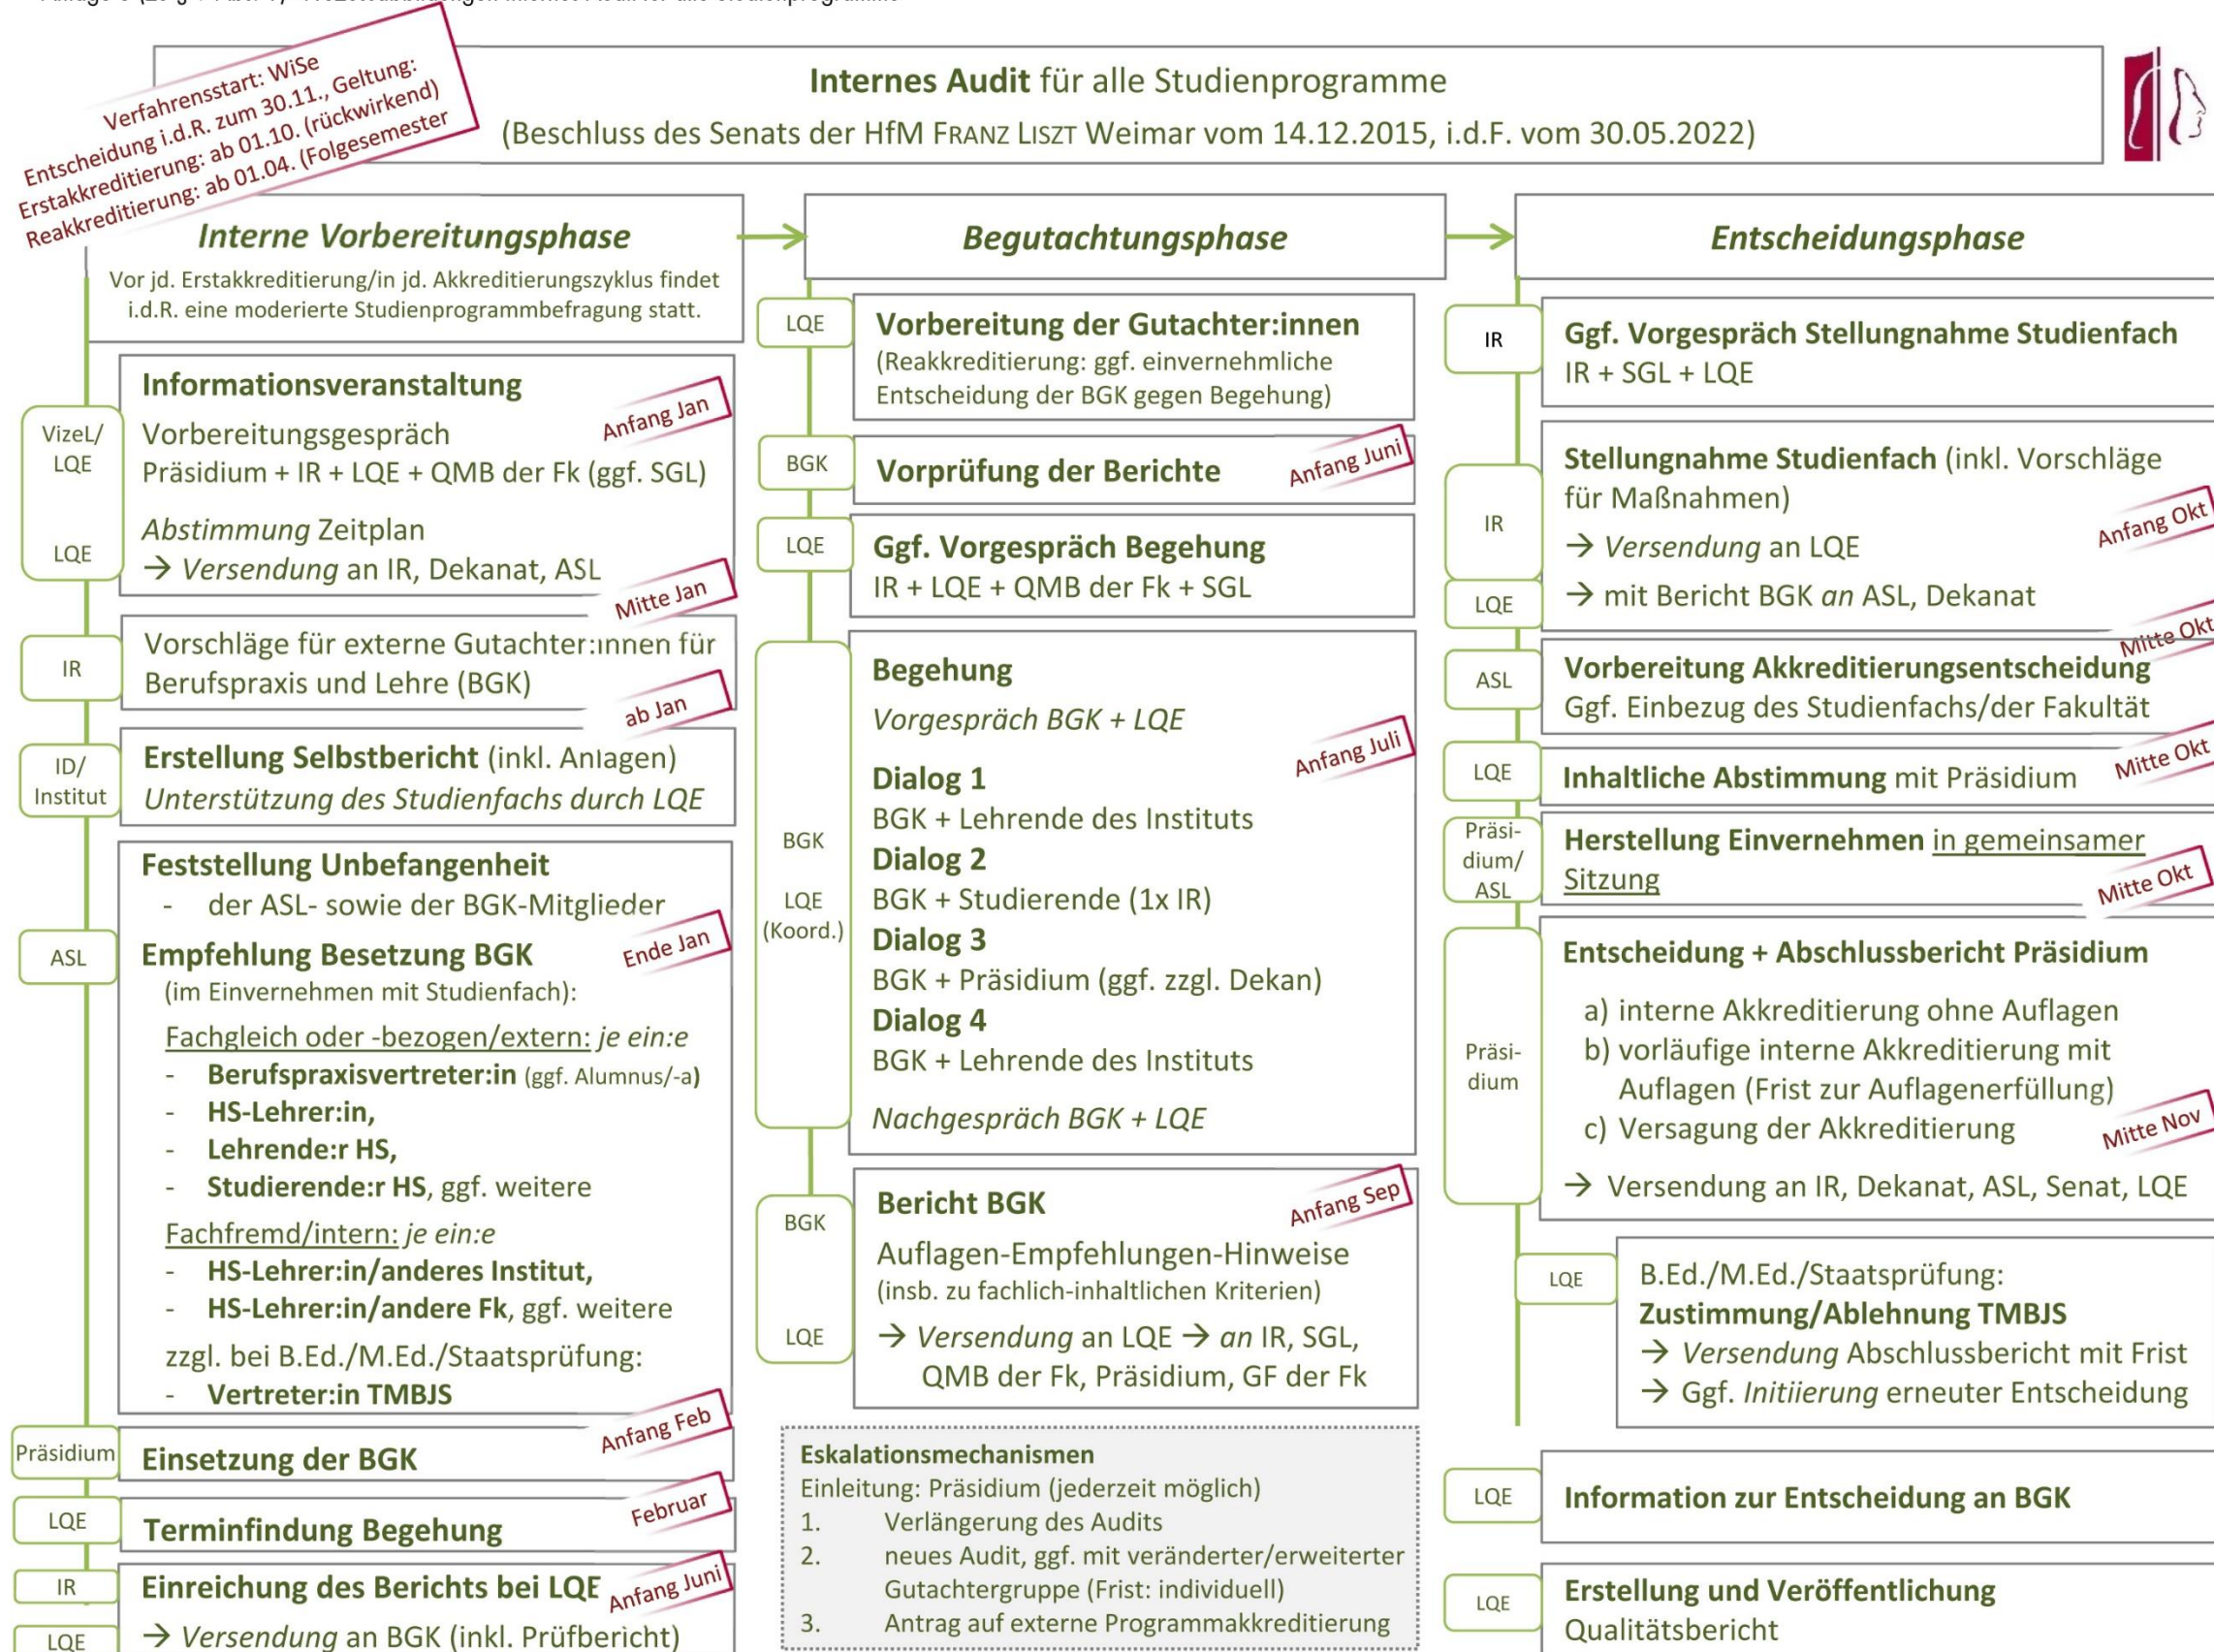 Verfahrensstart: WiSe
Entscheidung i.d.R. zum 30.11., Geltung:
Erstakkreditierung: ab 01.10. (rückwirkend)
Reakkreditierung: ab 01.04. (Folgesemester
Internes Audit für alle Studienprogramme
(Beschluss des Senats der HfM FRANZ LISZT Weimar vom 14.12.2015, i.d.F. vom 30.05.2022)
Interne Vorbereitungsphase
Vor jd. Erstakkreditierung/in jd. Akkreditierungszyklus findet
i.d.R. eine moderierte Studienprogrammbefragung statt.
VizeL/
LQE
LQE
Informationsveranstaltung
Anfang Jan
Vorbereitungsgespräch
Präsidium + IR + LQE + QMB der Fk (ggf. SGL)
Abstimmung Zeitplan
→ Versendung an IR, Dekanat, ASL
Mitte Jan
IR
Vorschläge für externe Gutachter:innen für
Berufspraxis und Lehre (BGK)
ab Jan
ID/
Institut
Erstellung Selbstbericht (inkl. Anlagen)
Unterstützung des Studienfachs durch LQE
ASL
Feststellung Unbefangenheit
- der ASL- sowie der BGK-Mitglieder
Empfehlung Besetzung BGK
Ende Jan
(im Einvernehmen mit Studienfach):
Fachgleich oder -bezogen/extern: je ein:e
- Berufspraxisvertreter:in (ggf. Alumnus/-a)
- HS-Lehrer:in,
- Lehrende:r HS,
- Studierende:r HS, ggf. weitere
Fachfremd/intern: je ein:e
- HS-Lehrer:in/anderes Institut,
- HS-Lehrer:in/andere Fk, ggf. weitere
zzgl. bei B.Ed./M.Ed./Staatsprüfung:
- Vertreter:in TMBJS
Präsidium
Einsetzung der BGK
Anfang Feb
LQE
Terminfindung Begehung
Februar
IR
Einreichung des Berichts bei LQE
Anfang Juni
LQE
→ Versendung an BGK (inkl. Prüfbericht)
Begutachtungsphase
LQE
Vorbereitung der Gutachter:innen
(Reakkreditierung: ggf. einvernehmliche
Entscheidung der BGK gegen Begehung)
BGK
Vorprüfung der Berichte
Anfang Juni
LQE
Ggf. Vorgespräch Begehung
IR + LQE + QMB der Fk + SGL
BGK
LQE
(Koord.)
Begehung
Vorgespräch BGK + LQE
Anfang Juli
Dialog 1
BGK + Lehrende des Instituts
Dialog 2
BGK + Studierende (1x IR)
Dialog 3
BGK + Präsidium (ggf. zzgl. Dekan)
Dialog 4
BGK + Lehrende des Instituts
Nachgespräch BGK + LQE
BGK
LQE
Bericht BGK
Anfang Sep
Auflagen-Empfehlungen-Hinweise
(insb. zu fachlich-inhaltlichen Kriterien)
→ Versendung an LQE → an IR, SGL,
QMB der Fk, Präsidium, GF der Fk
Eskalationsmechanismen
Einleitung: Präsidium (jederzeit möglich)
1. Verlängerung des Audits
2. neues Audit, ggf. mit veränderter/erweiterter
Gutachtergruppe (Frist: individuell)
3. Antrag auf externe Programmakkreditierung
Entscheidungsphase
IR
Ggf. Vorgespräch Stellungnahme Studienfach
IR + SGL + LQE
IR
Stellungnahme Studienfach (inkl. Vorschläge
für Maßnahmen)
Anfang Okt
→ Versendung an LQE
LQE
→ mit Bericht BGK an ASL, Dekanat
Mitte Okt
ASL
Vorbereitung Akkreditierungsentscheidung
Ggf. Einbezug des Studienfachs/der Fakultät
LQE
Inhaltliche Abstimmung mit Präsidium
Mitte Okt
Präsi-
dium/
ASL
Herstellung Einvernehmen in gemeinsamer
Sitzung
Mitte Okt
Präsi-
dium
Entscheidung + Abschlussbericht Präsidium
a) interne Akkreditierung ohne Auflagen
b) vorläufige interne Akkreditierung mit
Auflagen (Frist zur Auflagenerfüllung)
c) Versagung der Akkreditierung
Mitte Nov
→ Versendung an IR, Dekanat, ASL, Senat, LQE
LQE
B.Ed./M.Ed./Staatsprüfung:
Zustimmung/Ablehnung TMBJS
→ Versendung Abschlussbericht mit Frist
→ Ggf. Initiierung erneuter Entscheidung
LQE
Information zur Entscheidung an BGK
LQE
Erstellung und Veröffentlichung
Qualitätsbericht